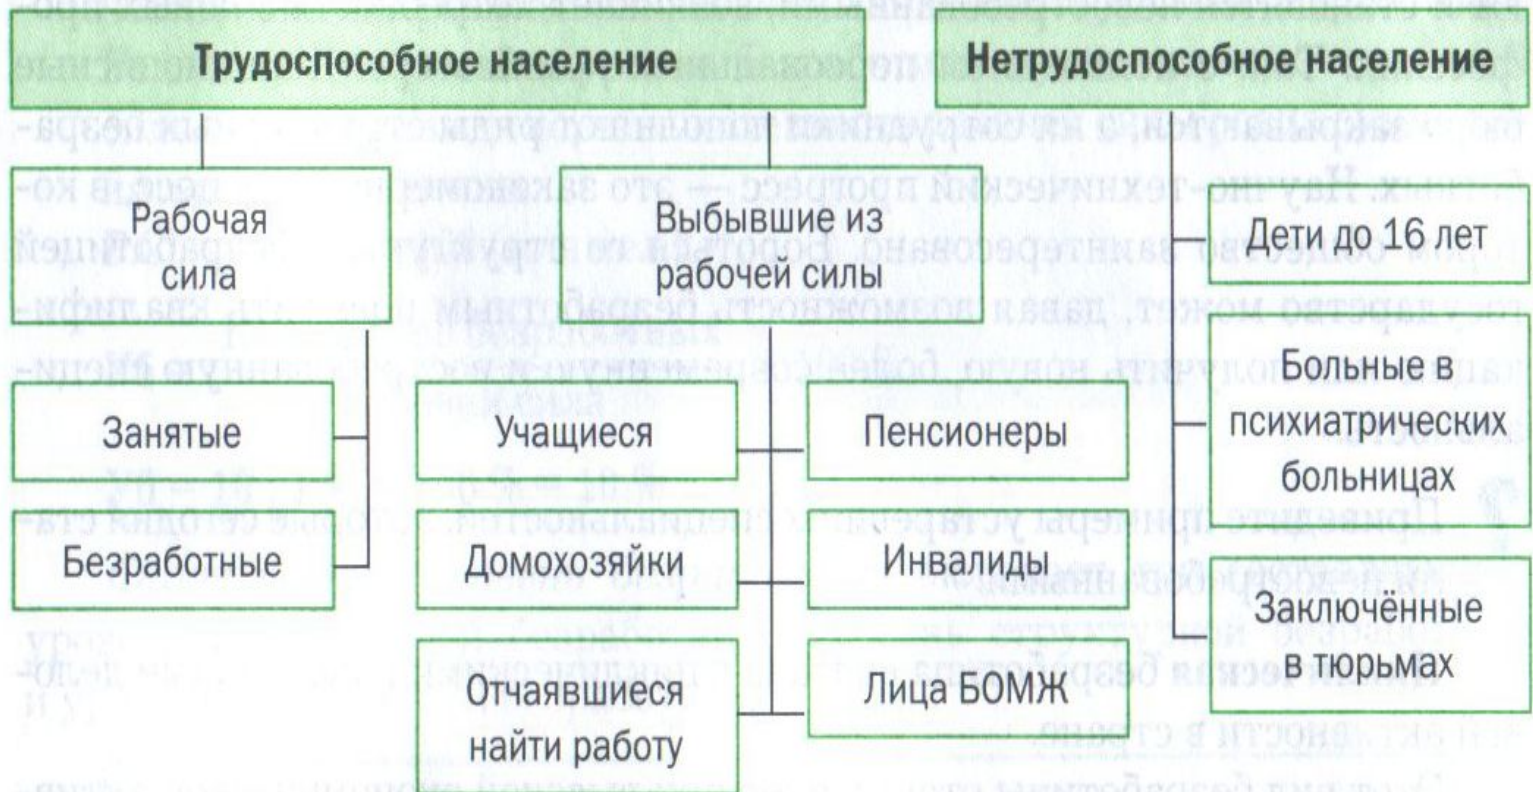 Трудоспособное население
Нетрудоспособное население
Рабочая
сила
Выбывшие из
рабочей силы
Дети до 16 лет
Занятые
Безработные
Учащиеся
Домохозяйки
Отчаявшиеся
найти работу
Пенсионеры
Инвалиды
Лица БОМЖ
Больные в
психиатрических
больницах
Заключённые
в тюрьмах